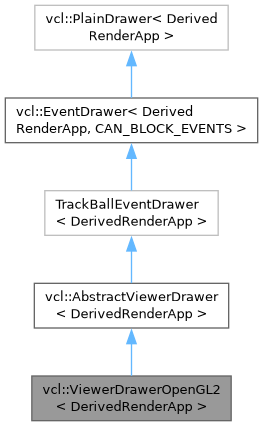 vcl::PlainDrawer< Derived
RenderApp >
vcl::EventDrawer< Derived
RenderApp, CAN_BLOCK_EVENTS >
TrackBallEventDrawer
< DerivedRenderApp >
vcl::AbstractViewerDrawer
< DerivedRenderApp >
vcl::ViewerDrawerOpenGL2
< DerivedRenderApp >